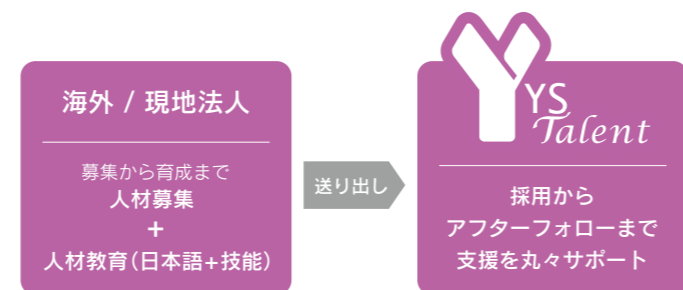 海外 / 現地法人
募集から育成まで
人材募集
+
人材教育(日本語+技能)
送り出し
YS
Talent
採用から
アフターフォローまで
支援を丸々サポート